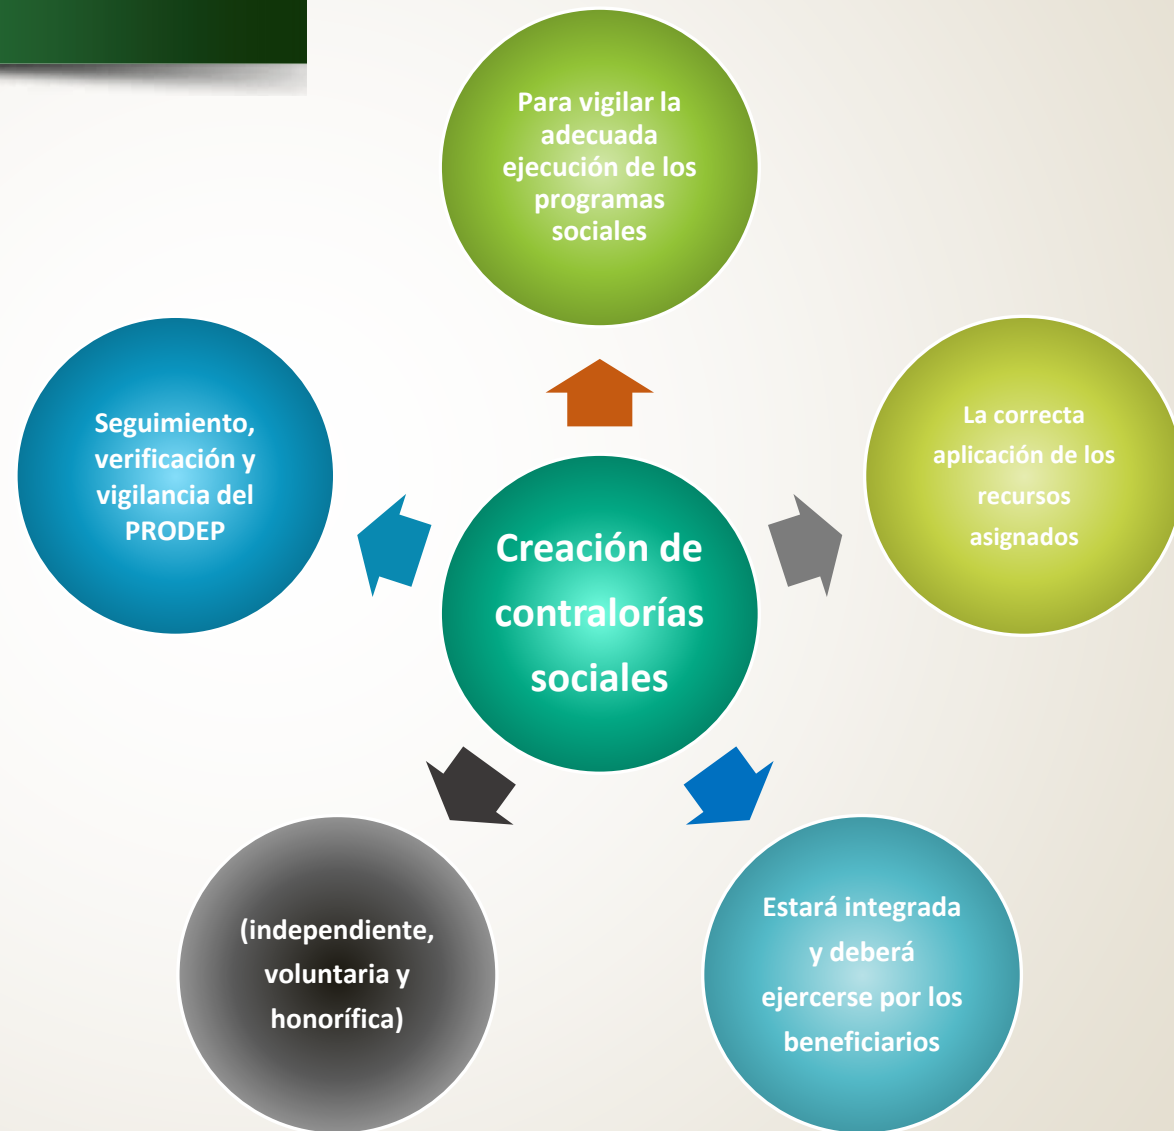 Para vigilar la
adecuada
ejecución de los
programas
sociales
Seguimiento,
verificación y
vigilancia del
PRODEP
La correcta
aplicación de los
recursos
asignados
Creación de
contralorías
sociales
(independiente,
voluntaria y
honorífica)
Estará integrada
y deberá
ejercerse por los
beneficiarios